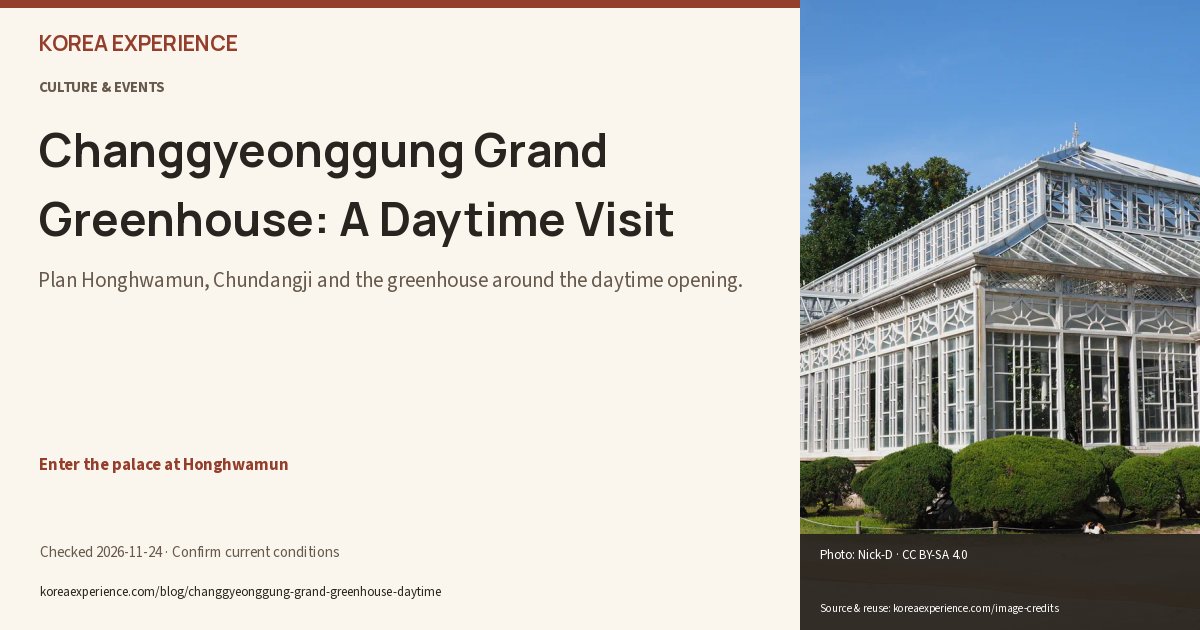 KOREA EXPERIENCE
CULTURE & EVENTS
Changgyeonggung Grand
Greenhouse: A Daytime Visit
Plan Honghwamun, Chundangji and the greenhouse around the daytime opening.
Enter the palace at Honghwamun
Checked 2026-11-24 · Confirm current conditions
koreaexperience.com/blog/changgyeonggung-grand-greenhouse-daytime
Photo: Nick-D · CC BY-SA 4.0
Source & reuse: koreaexperience.com/image-credits